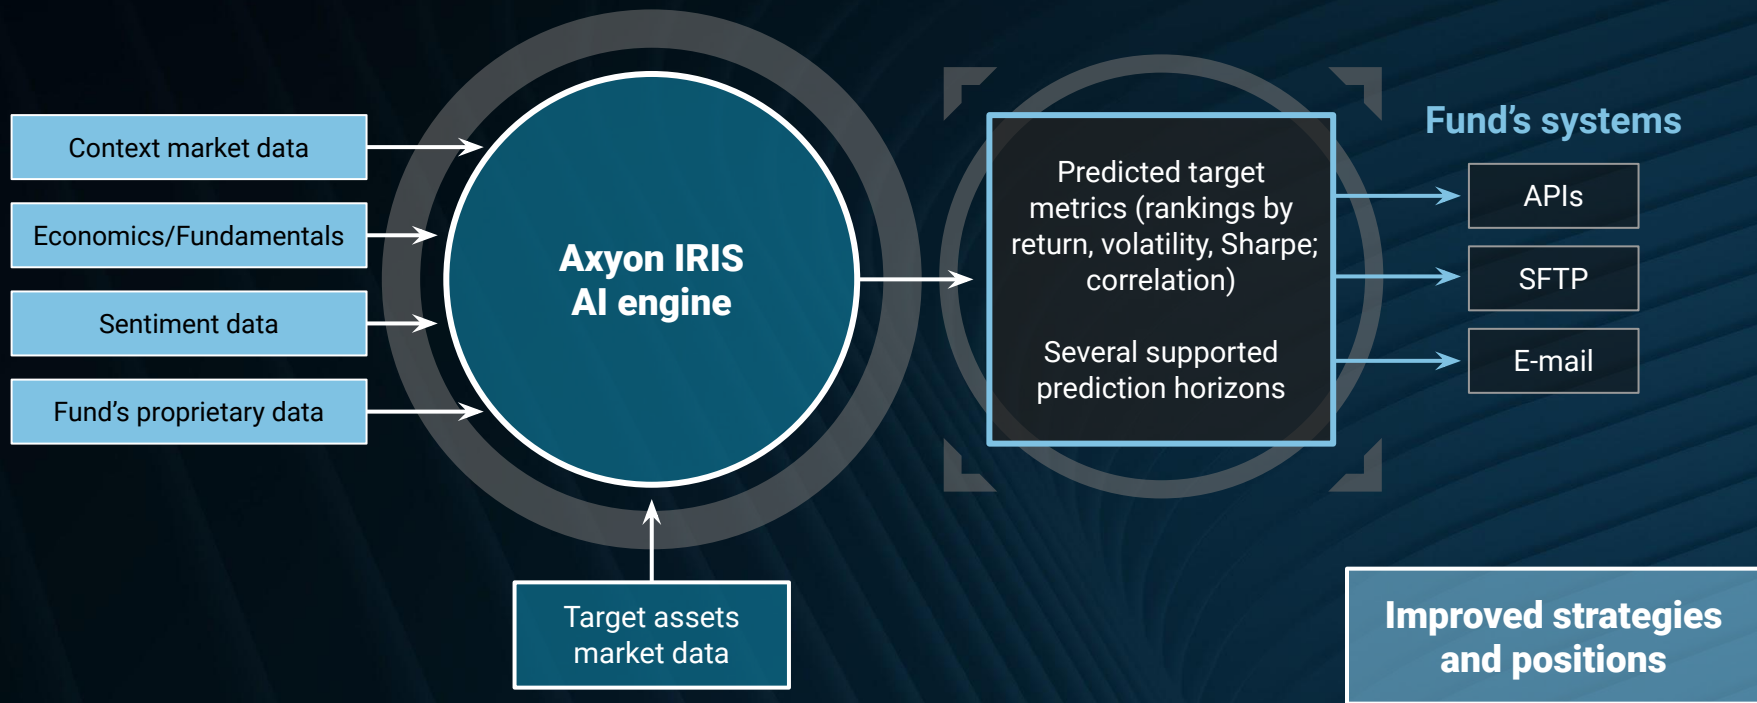 Context market data
Economics/Fundamentals
Sentiment data
Fund’s proprietary data
Axyon IRIS
AI engine
Target assets
market data
Predicted target
metrics (rankings by
return, volatility, Sharpe;
correlation)
Several supported
prediction horizons
Fund’s systems
APIs
SFTP
E-mail
Improved strategies
and positions